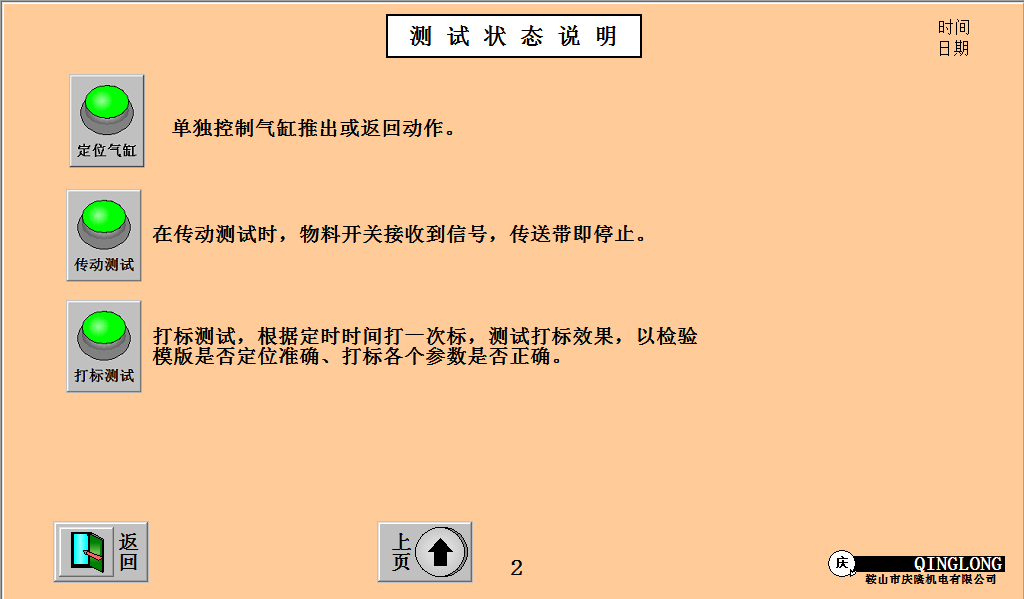 测试状态说明
时间
日期
单独控制气缸推出或返回动作。
定位气缸
在传动测试时，物料开关接收到信号，传送带即停止。
传动测试
打标测试，根据定时时间打一次标，测试打标效果，以检验
模版是否定位准确、打标各个参数是否正确。
打标测试
返回
上页
2
庆
QINGLONG
鞍山市庆隆机电有限公司